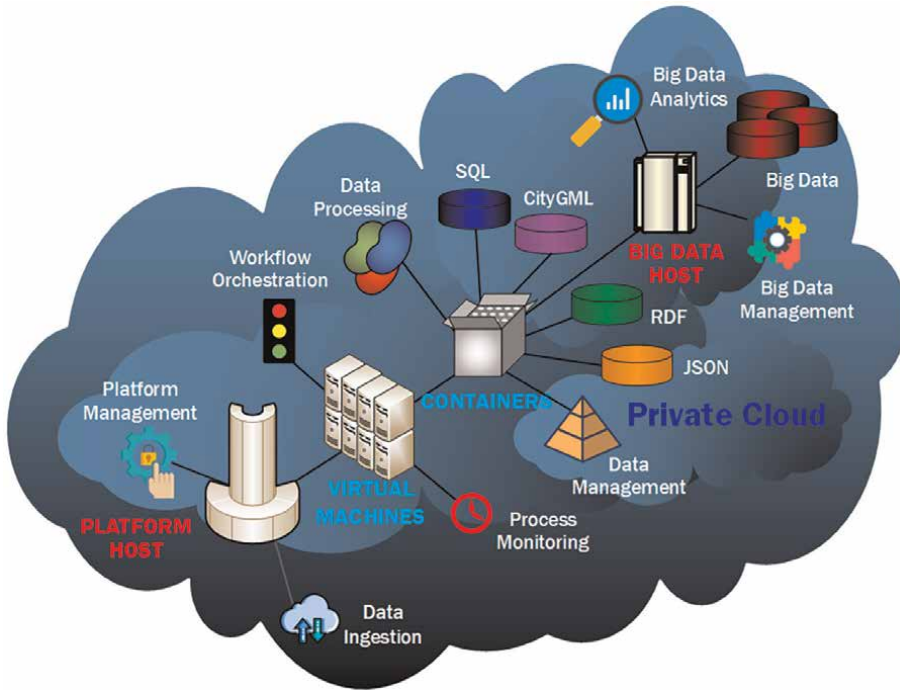 Big Data
Analytics
Big Data
SQL
CityGML
Data
Processing
BIG DATA
HOST
Workflow
Orchestration
Big Data
Management
RDF
JSON
Platform
Management
CONTAINERS
Private Cloud
Data
Management
VIRTUAL
MACHINES
PLATFORM
HOST
Process
Monitoring
Data
Ingestion